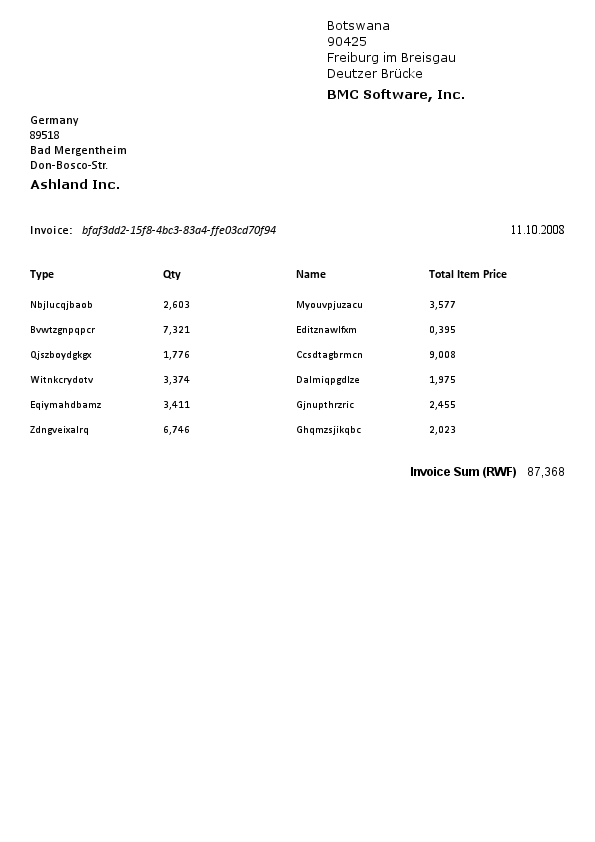 Botswana
90425
Freiburg im Breisgau
Deutzer Brücke
BMC Software, Inc.
Germany
89518
Bad Mergentheim
Don-Bosco-Str.
Ashland Inc.
Invoice: bfaf3dd2-15f8-4bc3-83a4-ffe03cd70f94 11.10.2008
Type Qty Name Total Item Price
Nbjlucqjbaob 2,603 Myouvpjuzacu 3,577
Bvwtzgnpqpcr 7,321 Editznawlfxm 0,395
Qjszboydgkgx 1,776 Ccsdtagbrmcn 9,008
Witnkcrydotv 3,374 Dalmiqpgdlze 1,975
Eqiymahdbamz 3,411 Gjnupthrzric 2,455
Zdngveixalrq 6,746 Ghqmzsjikqbc 2,023
Invoice Sum (RWF) 87,368